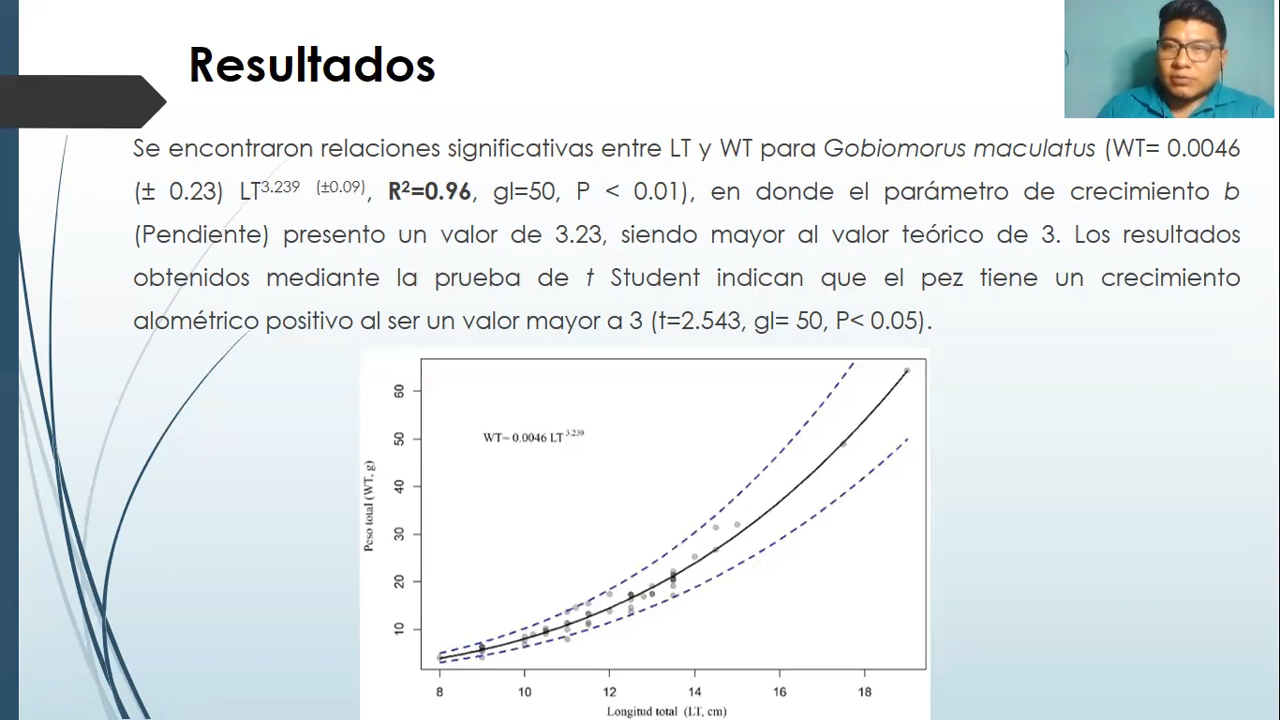 Resultados
Se encontraron relaciones significativas entre LT y WT para Gobiomorus maculatus (WT= 0.0046
(± 0.23) LT3.239 (±0.09), R²=0.96, gl=50, P < 0.01), en donde el parámetro de crecimiento b
(Pendiente) presento un valor de 3.23, siendo mayor al valor teórico de 3. Los resultados
obtenidos mediante la prueba de t Student indican que el pez tiene un crecimiento
alométrico positivo al ser un valor mayor a 3 (t=2.543, gl= 50, P< 0.05).
WT= 0.0046 LT 3.239
Peso total (WT, g)
60
50
40
30
20
10
8 10 12 14 16 18
Longitud total (LT, cm)